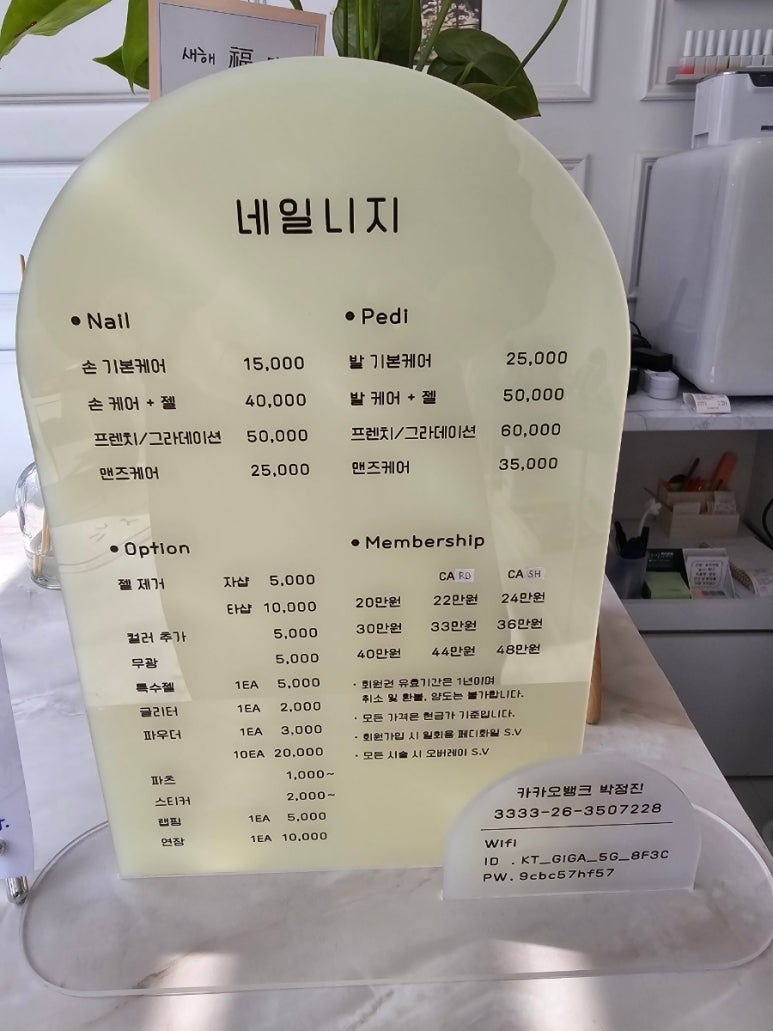 새해 福
네일니지
• Nail
손 기본케어 15,000
손 케어 + 젤 40,000
프렌치/그라데이션 50,000
맨즈케어 25,000
• Pedi
발 기본케어 25,000
발 케어 + 젤 50,000
프렌치/그라데이션 60,000
맨즈케어 35,000
• Option
젤 제거 자샵 5,000
타샵 10,000
컬러 추가 5,000
무광 5,000
특수젤 1EA 5,000
글리터 1EA 2,000
파우더 1EA 3,000
10EA 20,000
파츠 1,000~
스티커 2,000~
랩핑 1EA 5,000
연장 1EA 10,000
• Membership
CARD CASH
20만원 22만원 24만원
30만원 33만원 36만원
40만원 44만원 48만원
· 회원권 유효기간은 1년이며
취소 및 환불, 양도는 불가합니다.
· 모든 가격은 현금가 기준입니다.
· 회원가입 시 일회용 페디화일 S.V
· 모든 시술 시 오버레이 S.V
카카오뱅크 박정진
3333-26-3507228
Wifi
ID . KT_GIGA_5G_8F3C
PW. 9cbc57hf57